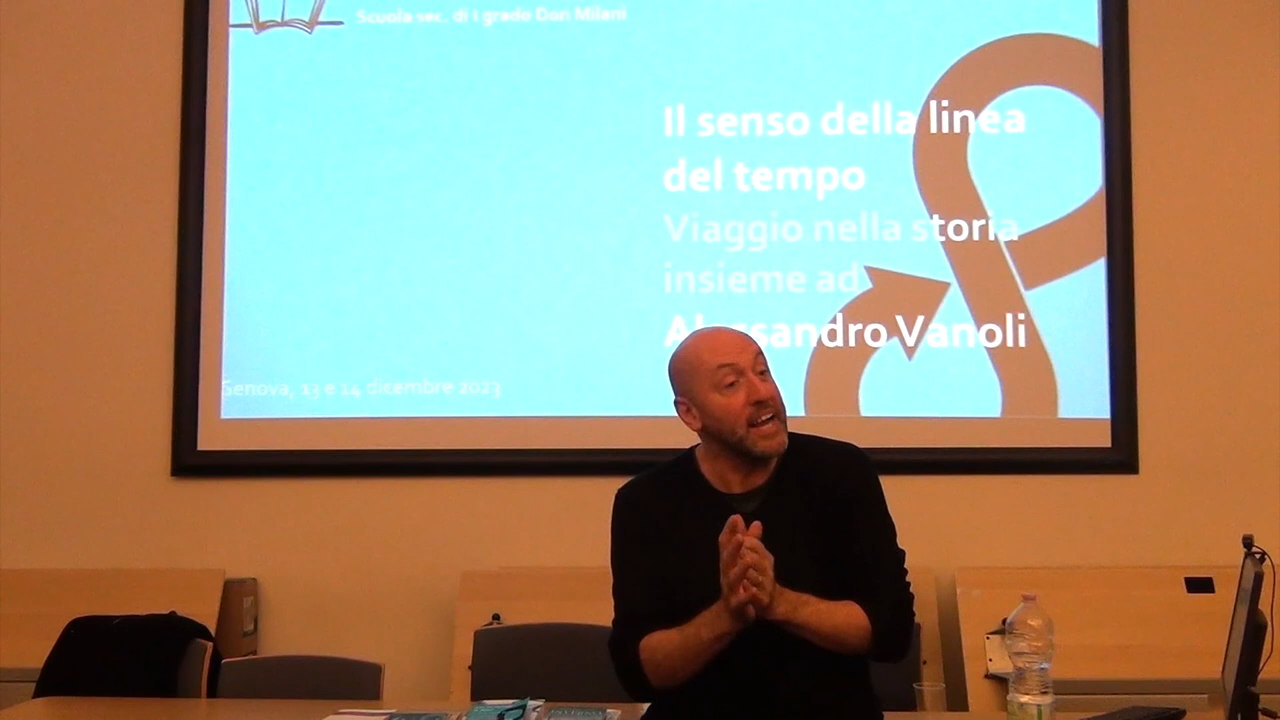 Scuola sec. di I grado Don Milani
Il senso della linea
del tempo
Viaggio nella storia
insieme ad
Alessandro Vanoli
Genova, 13 e 14 dicembre 2023